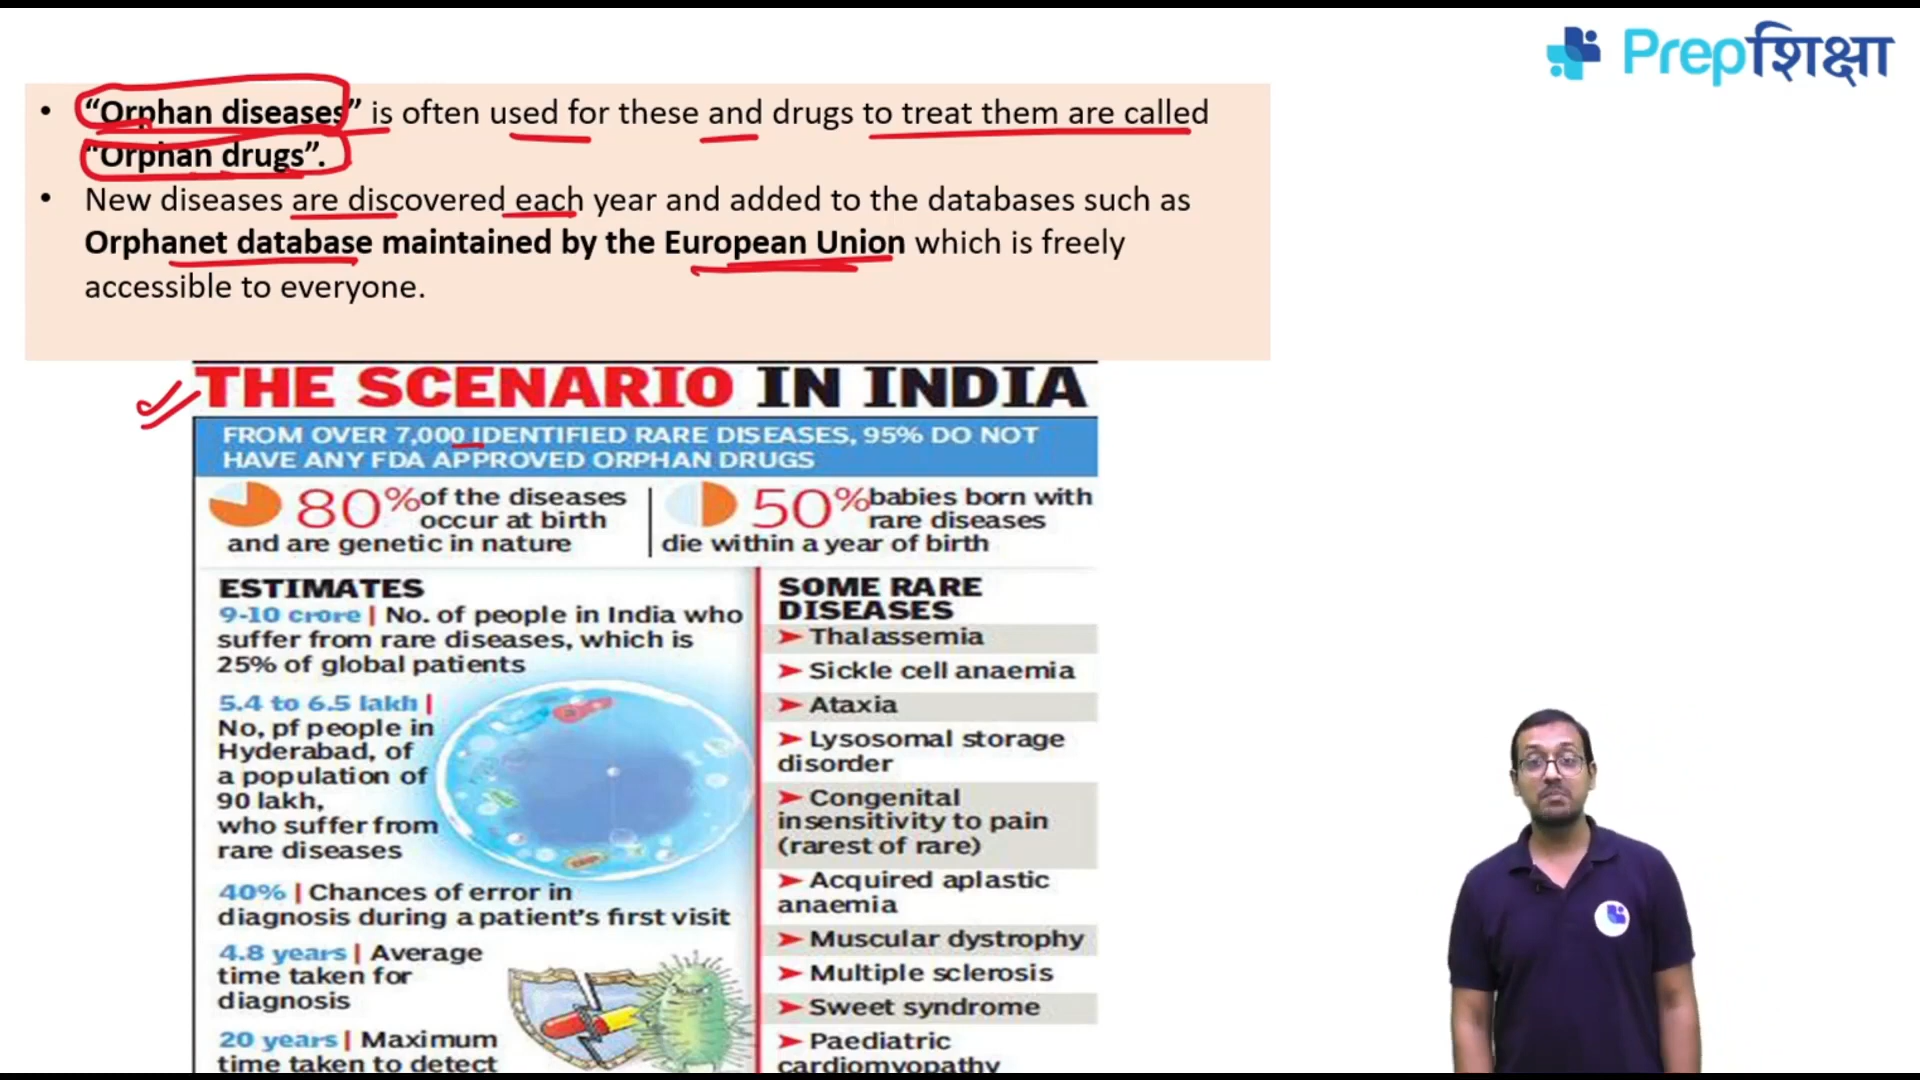 Prepशिक्षा
• “Orphan diseases” is often used for these and drugs to treat them are called
“Orphan drugs”.
• New diseases are discovered each year and added to the databases such as
Orphanet database maintained by the European Union which is freely
accessible to everyone.
THE SCENARIO IN INDIA
FROM OVER 7,000 IDENTIFIED RARE DISEASES, 95% DO NOT
HAVE ANY FDA APPROVED ORPHAN DRUGS
80% of the diseases
occur at birth
and are genetic in nature
50% babies born with
rare diseases
die within a year of birth
ESTIMATES
9-10 crore | No. of people in India who
suffer from rare diseases, which is
25% of global patients
5.4 to 6.5 lakh |
No, pf people in
Hyderabad, of
a population of
90 lakh,
who suffer from
rare diseases
40% | Chances of error in
diagnosis during a patient's first visit
4.8 years | Average
time taken for
diagnosis
20 years | Maximum
time taken to detect
SOME RARE
DISEASES
➤ Thalassemia
➤ Sickle cell anaemia
➤ Ataxia
➤ Lysosomal storage
disorder
➤ Congenital
insensitivity to pain
(rarest of rare)
➤ Acquired aplastic
anaemia
➤ Muscular dystrophy
➤ Multiple sclerosis
➤ Sweet syndrome
➤ Paediatric
cardiomyopathy